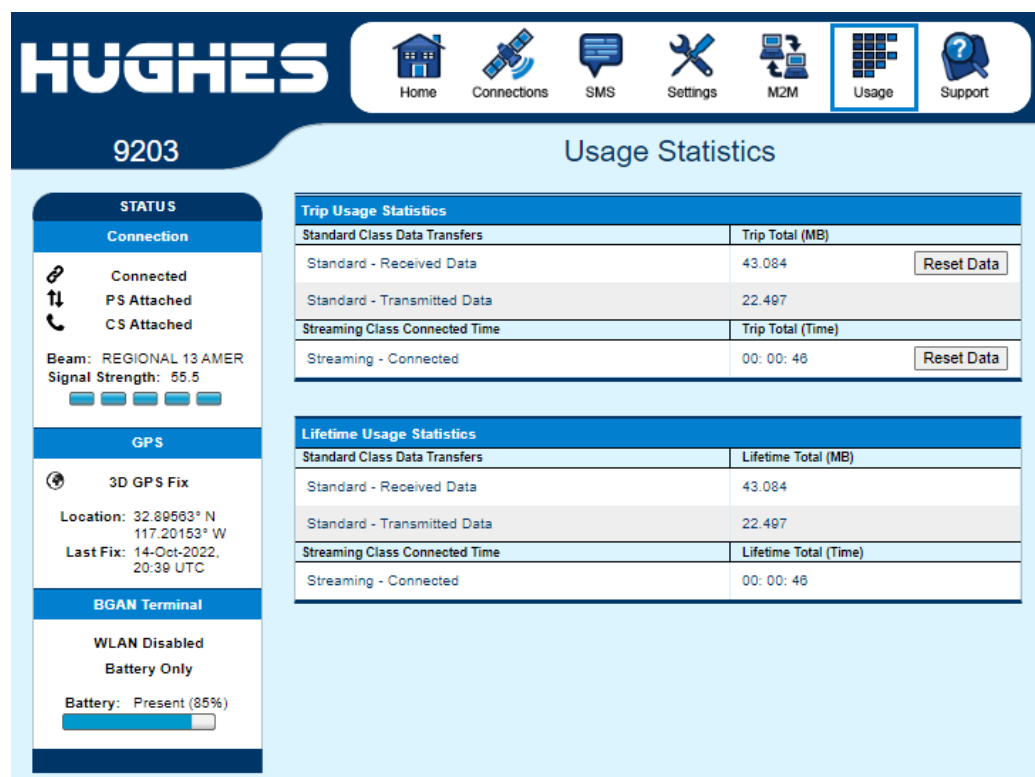 HUGHES
Home Connections SMS Settings M2M Usage Support
9203
Usage Statistics
STATUS
Connection
Connected
PS Attached
CS Attached
Beam: REGIONAL 13 AMER
Signal Strength: 55.5
GPS
3D GPS Fix
Location: 32.89563° N
117.20153° W
Last Fix: 14-Oct-2022,
20:39 UTC
BGAN Terminal
WLAN Disabled
Battery Only
Battery: Present (85%)
Trip Usage Statistics
Standard Class Data Transfers Trip Total (MB)
Standard - Received Data 43.084 Reset Data
Standard - Transmitted Data 22.497
Streaming Class Connected Time Trip Total (Time)
Streaming - Connected 00: 00: 46 Reset Data
Lifetime Usage Statistics
Standard Class Data Transfers Lifetime Total (MB)
Standard - Received Data 43.084
Standard - Transmitted Data 22.497
Streaming Class Connected Time Lifetime Total (Time)
Streaming - Connected 00: 00: 46